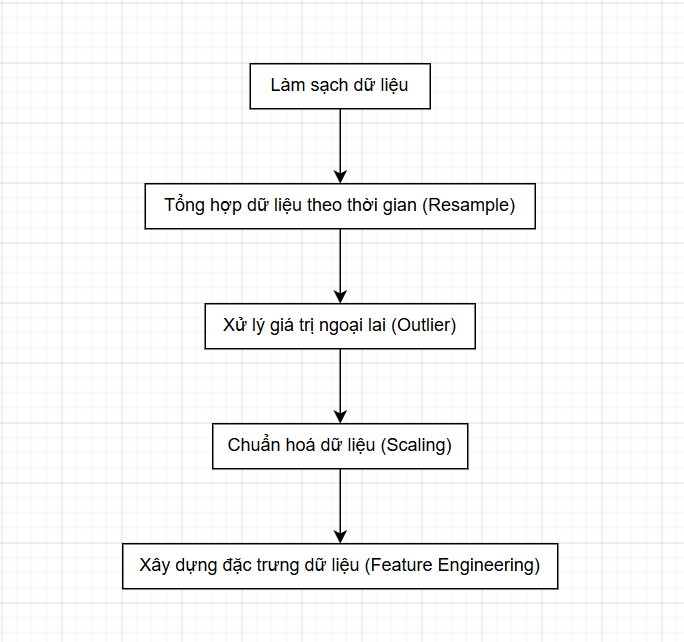 Làm sạch dữ liệu
Tổng hợp dữ liệu theo thời gian (Resample)
Xử lý giá trị ngoại lai (Outlier)
Chuẩn hoá dữ liệu (Scaling)
Xây dựng đặc trưng dữ liệu (Feature Engineering)